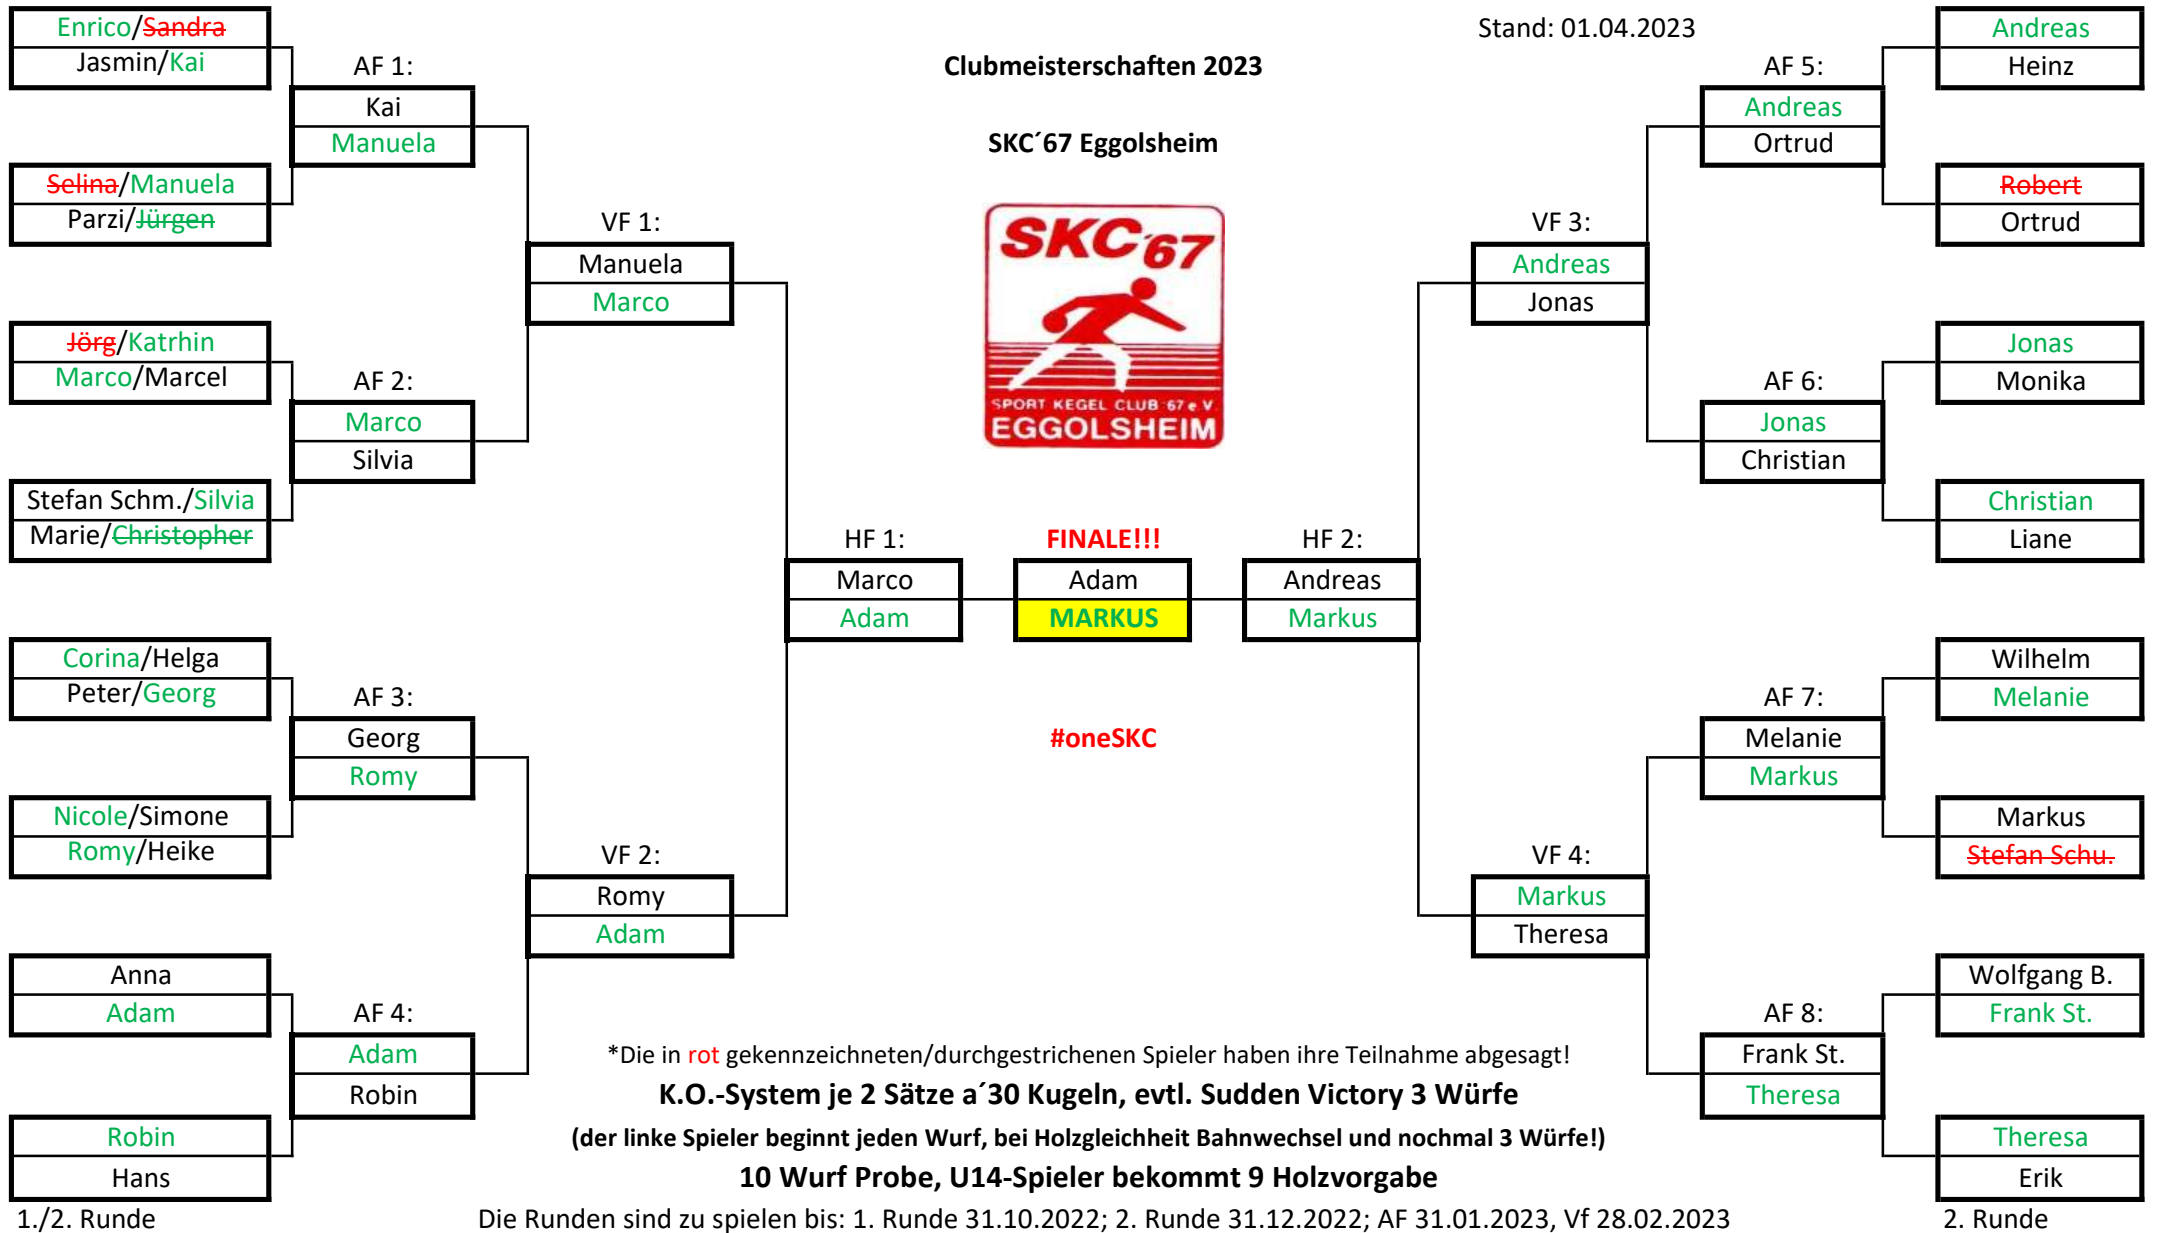 Enrico/Sandra
Jasmin/Kai
Selina/Manuela
Parzi/Jürgen
Jörg/Katrhin
Marco/Marcel
Stefan Schm./Silvia
Marie/Christopher
Corina/Helga
Peter/Georg
Nicole/Simone
Romy/Heike
Anna
Adam
Robin
Hans
1./2. Runde
AF 1:
Kai
Manuela
AF 2:
Marco
Silvia
AF 3:
Georg
Romy
AF 4:
Adam
Robin
VF 1:
Manuela
Marco
VF 2:
Romy
Adam
HF 1:
Marco
Adam
Clubmeisterschaften 2023
SKC´67 Eggolsheim
SKC´67
SPORT KEGEL CLUB ´67 e.V.
EGGOLSHEIM
FINALE!!!
Adam
MARKUS
#oneSKC
HF 2:
Andreas
Markus
Stand: 01.04.2023
VF 3:
Andreas
Jonas
VF 4:
Markus
Theresa
AF 5:
Andreas
Ortrud
AF 6:
Jonas
Christian
AF 7:
Melanie
Markus
AF 8:
Frank St.
Theresa
Andreas
Heinz
Robert
Ortrud
Jonas
Monika
Christian
Liane
Wilhelm
Melanie
Markus
Stefan Schu.
Wolfgang B.
Frank St.
Theresa
Erik
2. Runde
*Die in rot gekennzeichneten/durchgestrichenen Spieler haben ihre Teilnahme abgesagt!
K.O.-System je 2 Sätze a´30 Kugeln, evtl. Sudden Victory 3 Würfe
(der linke Spieler beginnt jeden Wurf, bei Holzgleichheit Bahnwechsel und nochmal 3 Würfe!)
10 Wurf Probe, U14-Spieler bekommt 9 Holzvorgabe
Die Runden sind zu spielen bis: 1. Runde 31.10.2022; 2. Runde 31.12.2022; AF 31.01.2023, Vf 28.02.2023